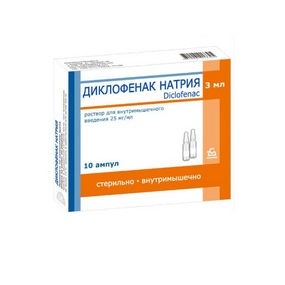 ДИКЛОФЕНАК НАТРИЯ 3 мл
Diclofenac
раствор для внутримышечного
введения 25 мг/мл
10 ампул
стерильно • внутримышечно